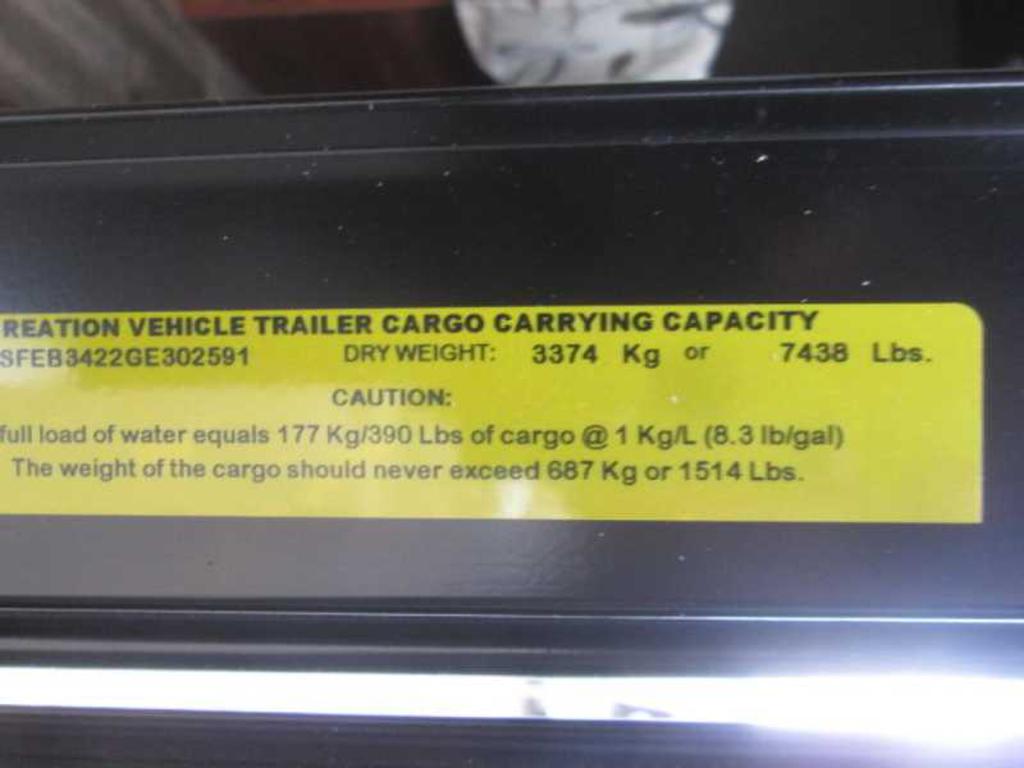 REATION VEHICLE TRAILER CARGO CARRYING CAPACITY
SFEB3422GE302591 DRY WEIGHT: 3374 Kg or 7438 Lbs.
CAUTION:
full load of water equals 177 Kg/390 Lbs of cargo @ 1 Kg/L (8.3 lb/gal)
The weight of the cargo should never exceed 687 Kg or 1514 Lbs.